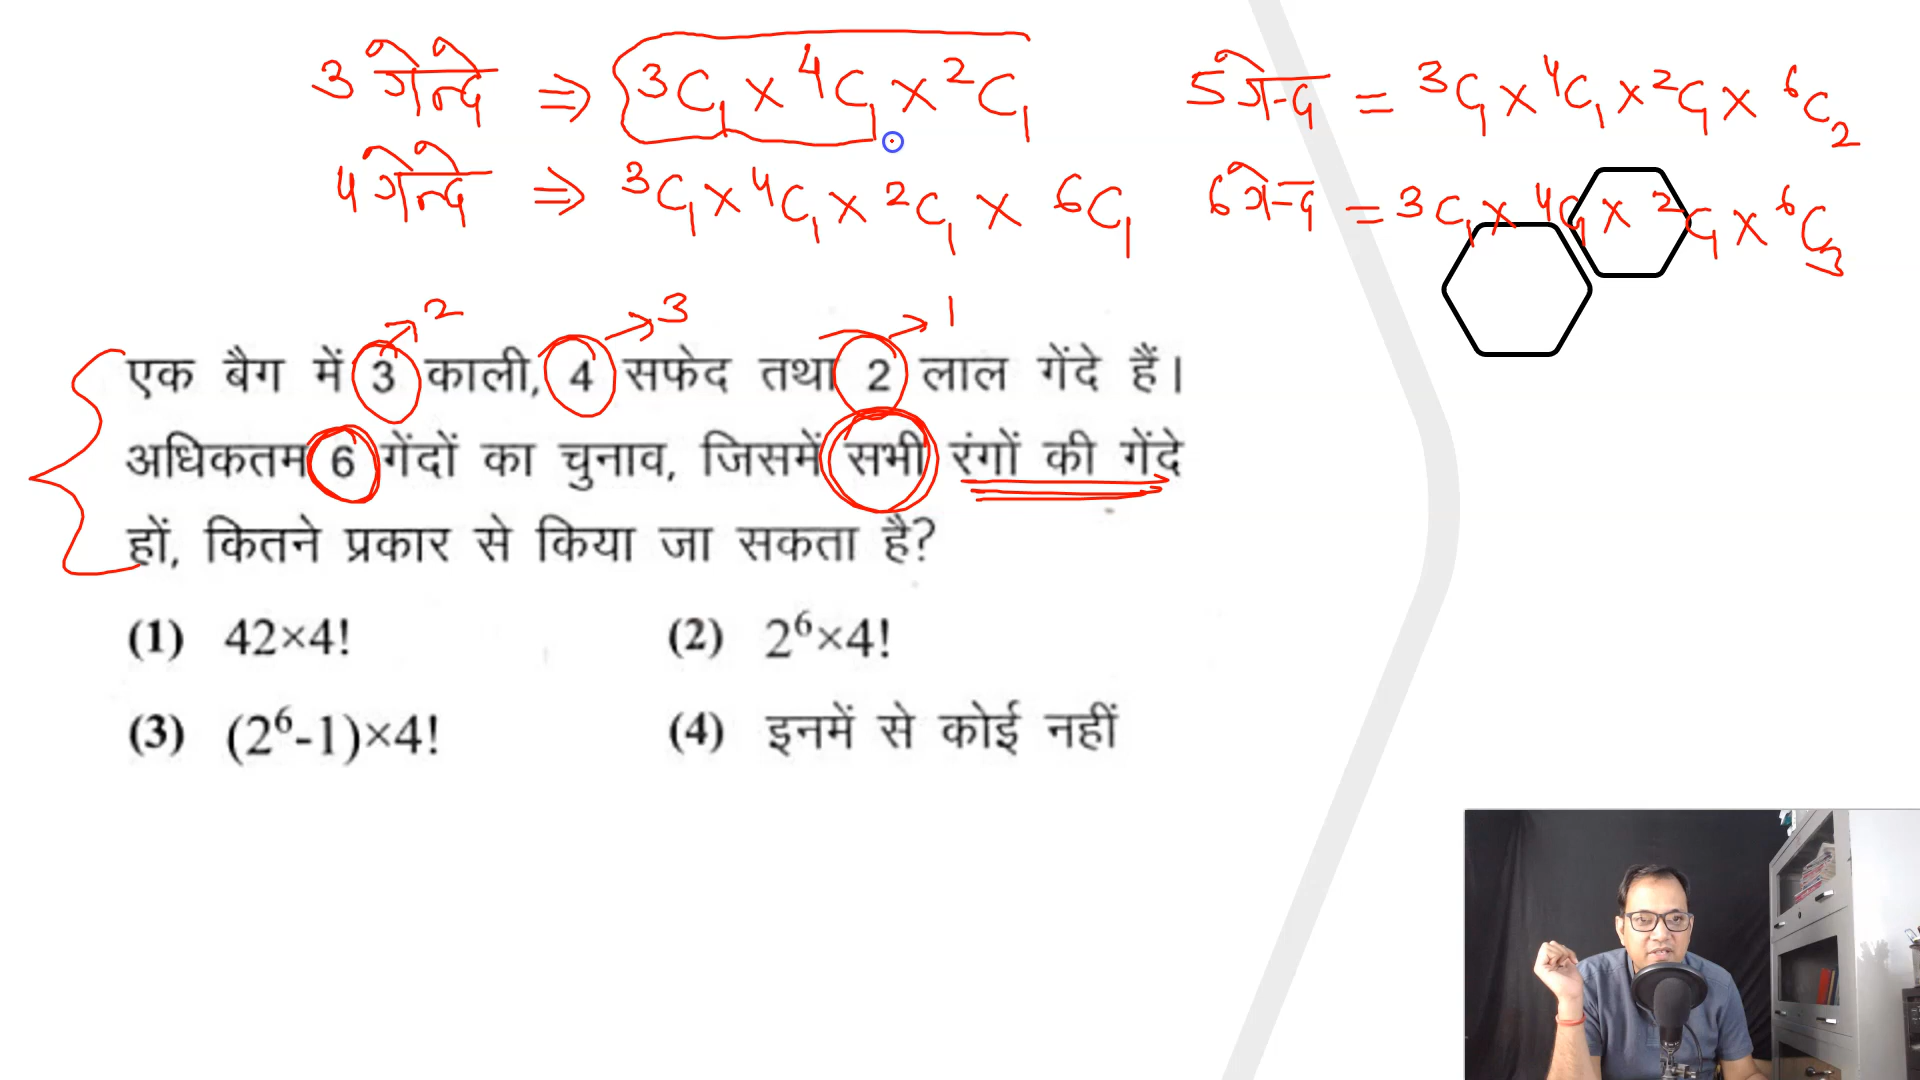 3 गेन्दे ⇒ ³C₁ × ⁴C₁ × ²C₁
4 गेन्दे ⇒ ³C₁ × ⁴C₁ × ²C₁ × ⁶C₁
5 गेन्द = ³C₁ × ⁴C₁ × ²C₁ × ⁶C₂
6 गेन्द = ³C₁ × ⁴C₁ × ²C₁ × ⁶C₃
2 3 1
एक बैग में 3 काली, 4 सफेद तथा 2 लाल गेंदे हैं।
अधिकतम 6 गेंदों का चुनाव, जिसमें सभी रंगों की गेंदे
हों, कितने प्रकार से किया जा सकता है?
(1) 42×4! (2) 2⁶×4!
(3) (2⁶-1)×4! (4) इनमें से कोई नहीं